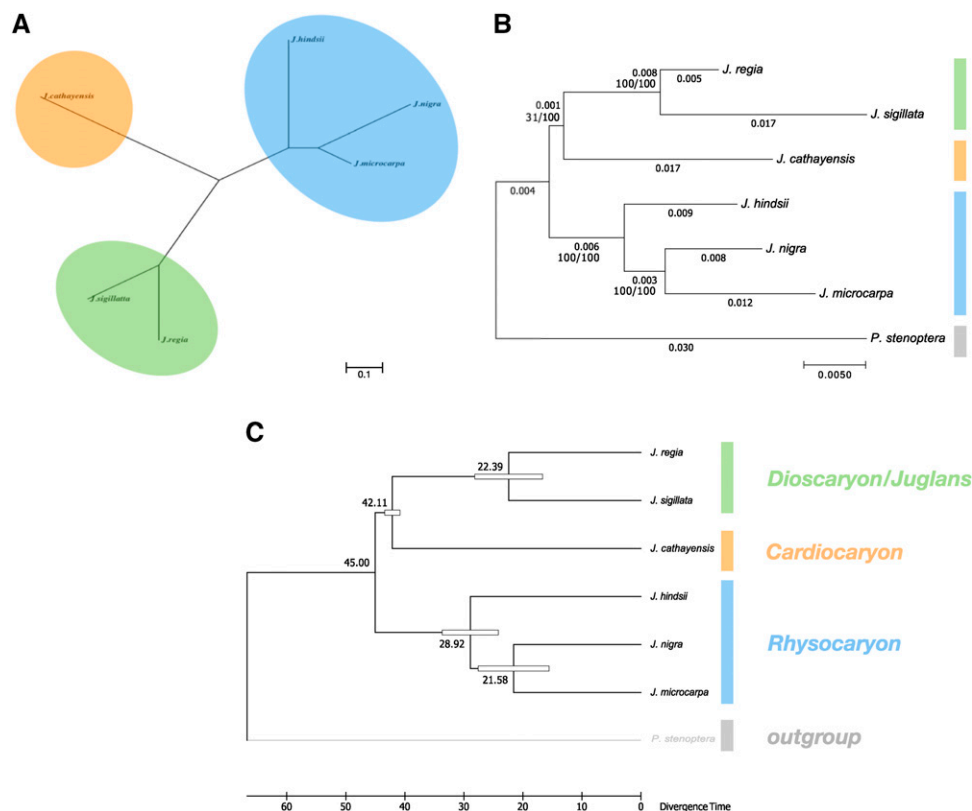 A
J.hindsii
J.cathayensis
J.nigra
J.microcarpa
J.sigillatta
J.regia
0.1
B
0.008
100/100
J. regia
0.005
0.001
31/100
J. sigillata
0.017
J. cathayensis
0.017
0.004
J. hindsii
0.009
0.006
100/100
J. nigra
0.008
0.003
100/100
J. microcarpa
0.012
P. stenoptera
0.030
0.0050
C
J. regia
22.39
Dioscaryon/Juglans
J. sigillata
42.11
J. cathayensis
Cardiocaryon
45.00
J. hindsii
28.92
J. nigra
Rhysocaryon
21.58
J. microcarpa
P. stenoptera
outgroup
60 50 40 30 20 10 0 Divergence Time